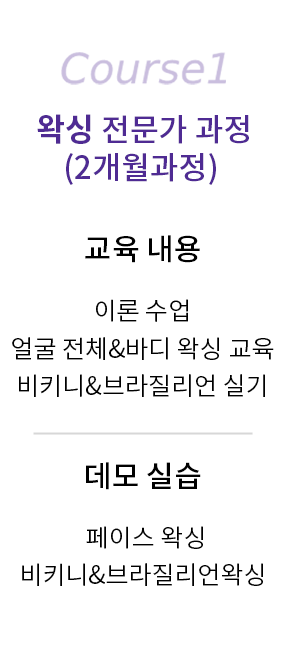 Course1
왁싱 전문가 과정
(2개월과정)
교육 내용
이론 수업
얼굴 전체&바디 왁싱 교육
비키니&브라질리언 실기
데모 실습
페이스 왁싱
비키니&브라질리언왁싱